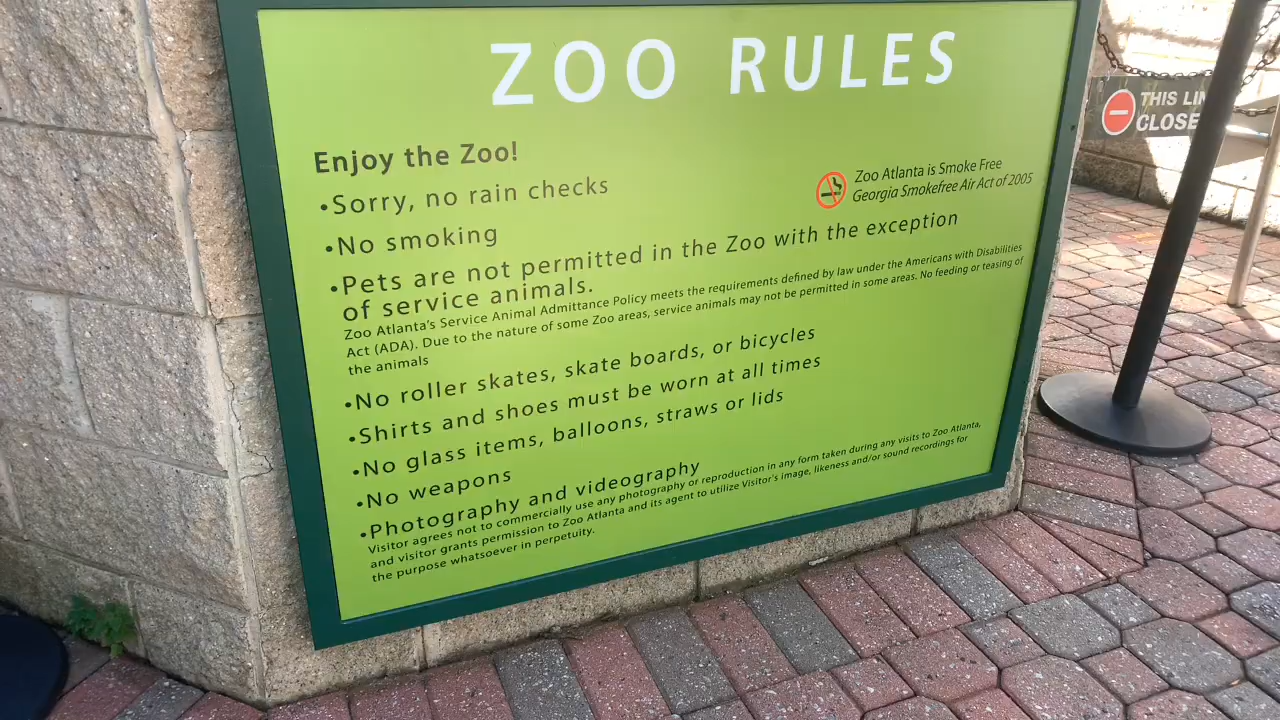 ZOO RULES
Enjoy the Zoo!
•Sorry, no rain checks
Zoo Atlanta is Smoke Free
Georgia Smokefree Air Act of 2005
•No smoking
•Pets are not permitted in the Zoo with the exception
of service animals.
Zoo Atlanta's Service Animal Admittance Policy meets the requirements defined by law under the Americans with Disabilities
Act (ADA). Due to the nature of some Zoo areas, service animals may not be permitted in some areas. No feeding or teasing of
the animals
•No roller skates, skate boards, or bicycles
•Shirts and shoes must be worn at all times
•No glass items, balloons, straws or lids
•No weapons
•Photography and videography
Visitor agrees not to commercially use any photography or reproduction in any form taken during any visits to Zoo Atlanta,
and visitor grants permission to Zoo Atlanta and its agent to utilize Visitor's image, likeness and/or sound recordings for
the purpose whatsoever in perpetuity.
THIS LIN
CLOSE